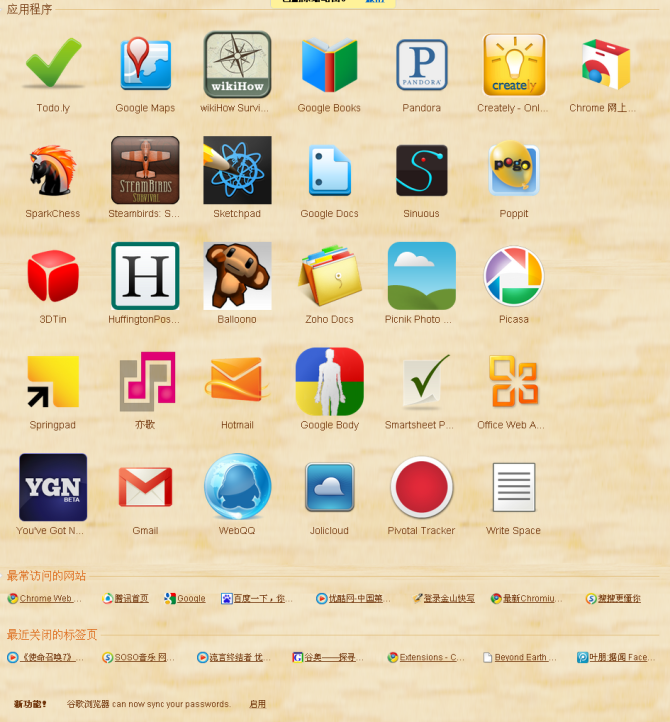 应用程序
wikiHow
PANDORA
creately
Todo.ly Google Maps wikiHow Survi... Google Books Pandora Creately - Onl... Chrome 网上...
STEAMBIRDS
SURVIVAL
pogo
SparkChess Steambirds: S... Sketchpad Google Docs Sinuous Poppit
H
3DTin HuffingtonPos... Balloono Zoho Docs Picnik Photo ... Picasa
Springpad 亦歌 Hotmail Google Body Smartsheet P... Office Web A...
YGN
BETA
You've Got N... Gmail WebQQ Jolicloud Pivotal Tracker Write Space
最常访问的网站
Chrome Web ... 腾讯首页 Google 百度一下，你... 优酷网-中国第... 登录金山快写 最新Chromiu... 搜搜更懂你
最近关闭的标签页
《使命召唤7》... SOSO音乐 网... 流言终结者 优... 谷奥——探寻... Extensions - C... Beyond Earth... 叶朋:据闻 Face...
新功能！ 谷歌浏览器 can now sync your passwords. 启用